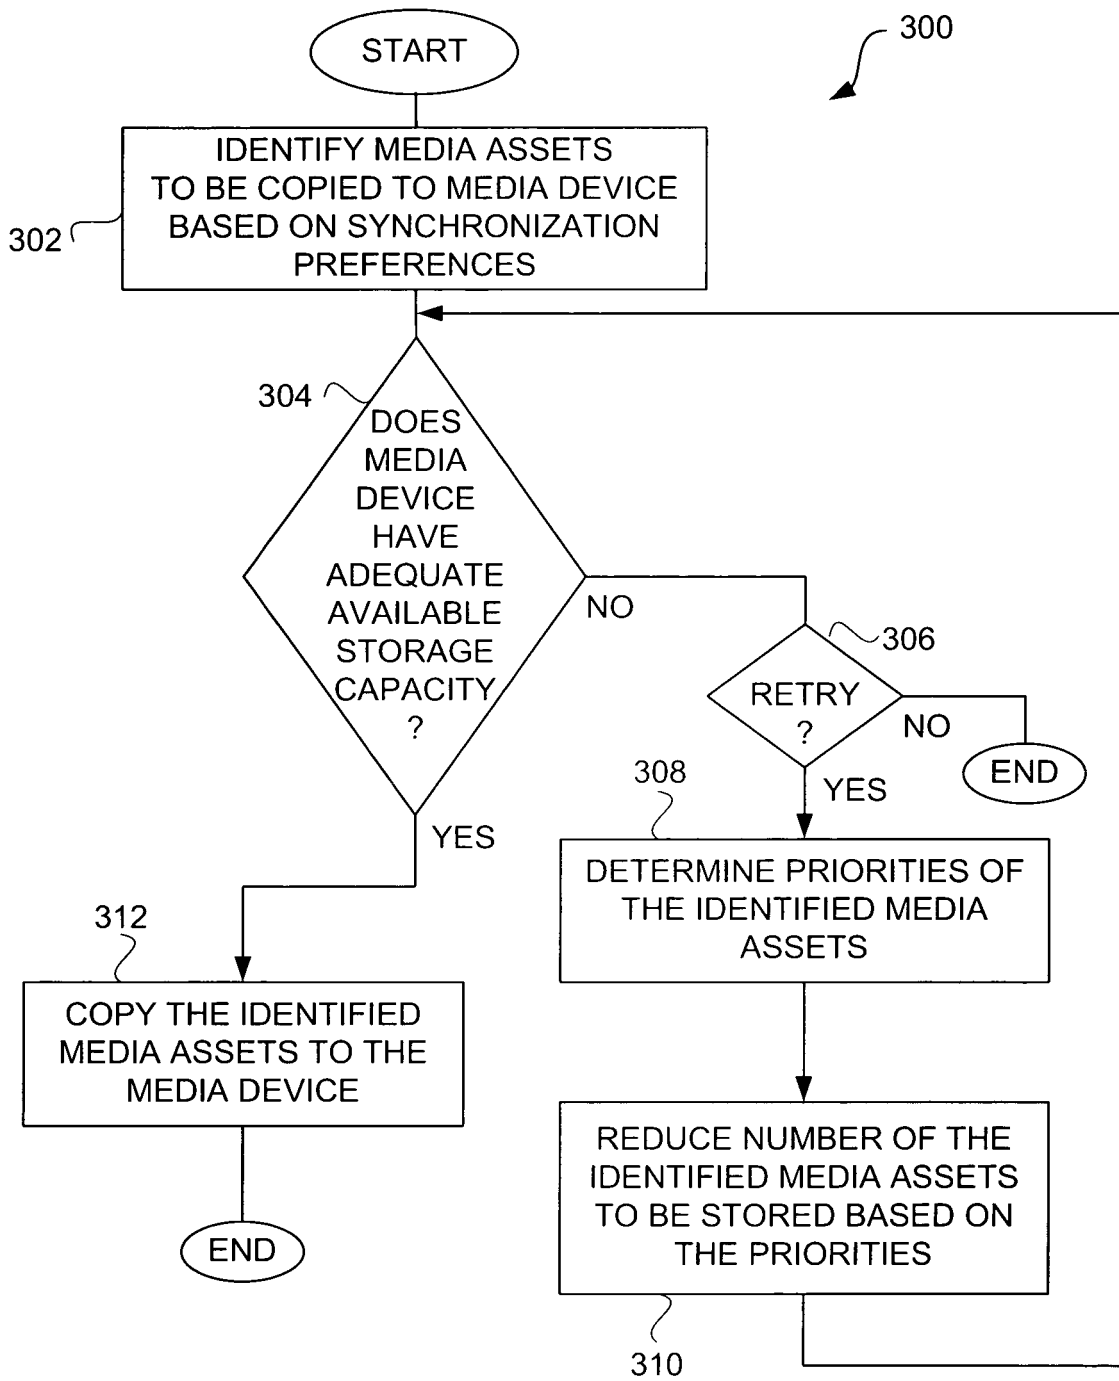 START
300
IDENTIFY MEDIA ASSETS
TO BE COPIED TO MEDIA DEVICE
BASED ON SYNCHRONIZATION
PREFERENCES
302
304
DOES
MEDIA
DEVICE
HAVE
ADEQUATE
AVAILABLE
STORAGE
CAPACITY
?
NO
306
RETRY
?
NO
END
YES
308
YES
DETERMINE PRIORITIES OF
THE IDENTIFIED MEDIA
ASSETS
312
COPY THE IDENTIFIED
MEDIA ASSETS TO THE
MEDIA DEVICE
REDUCE NUMBER OF THE
IDENTIFIED MEDIA ASSETS
TO BE STORED BASED ON
THE PRIORITIES
END
310